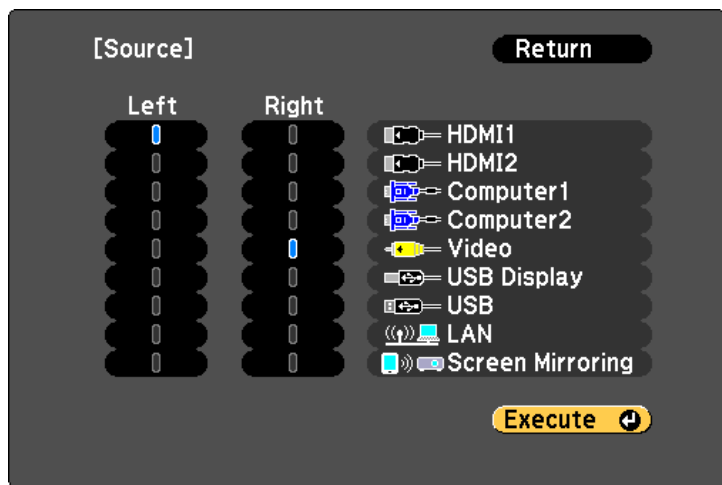 [Source] Return
Left Right
HDMI1
HDMI2
Computer1
Computer2
Video
USB Display
USB
LAN
Screen Mirroring
Execute